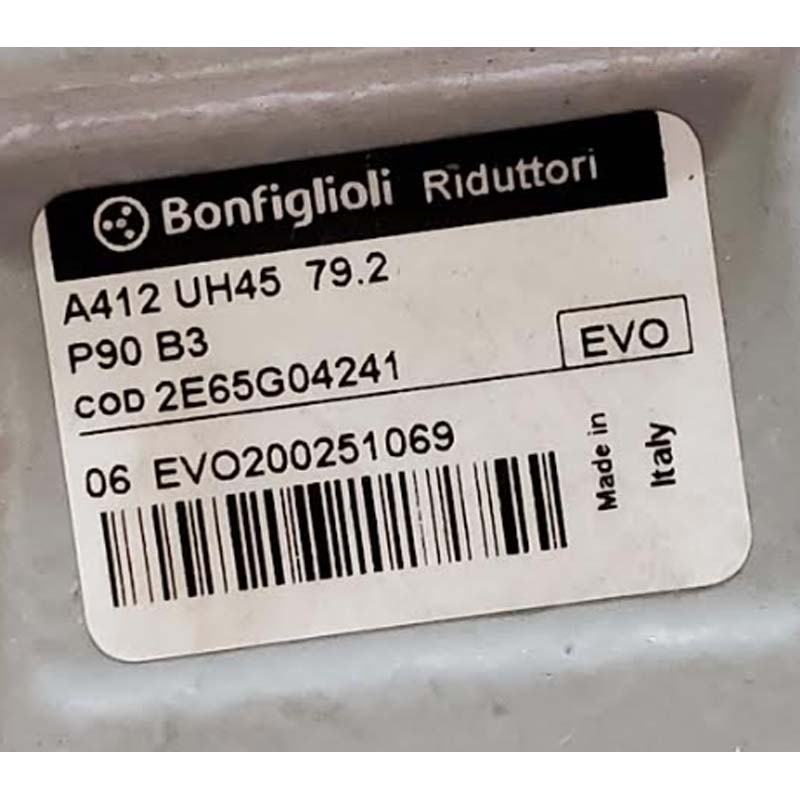 Bonfiglioli Riduttori
A412 UH45 79.2
P90 B3
COD 2E65G04241
EVO
06 EVO200251069
Made in
Italy